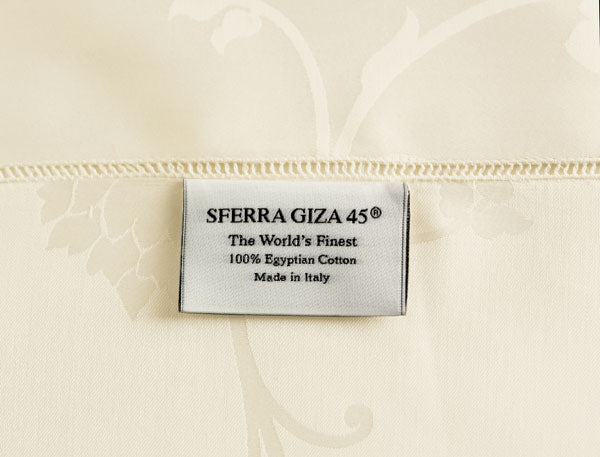 SFERRA GIZA 45®
The World's Finest
100% Egyptian Cotton
Made in Italy